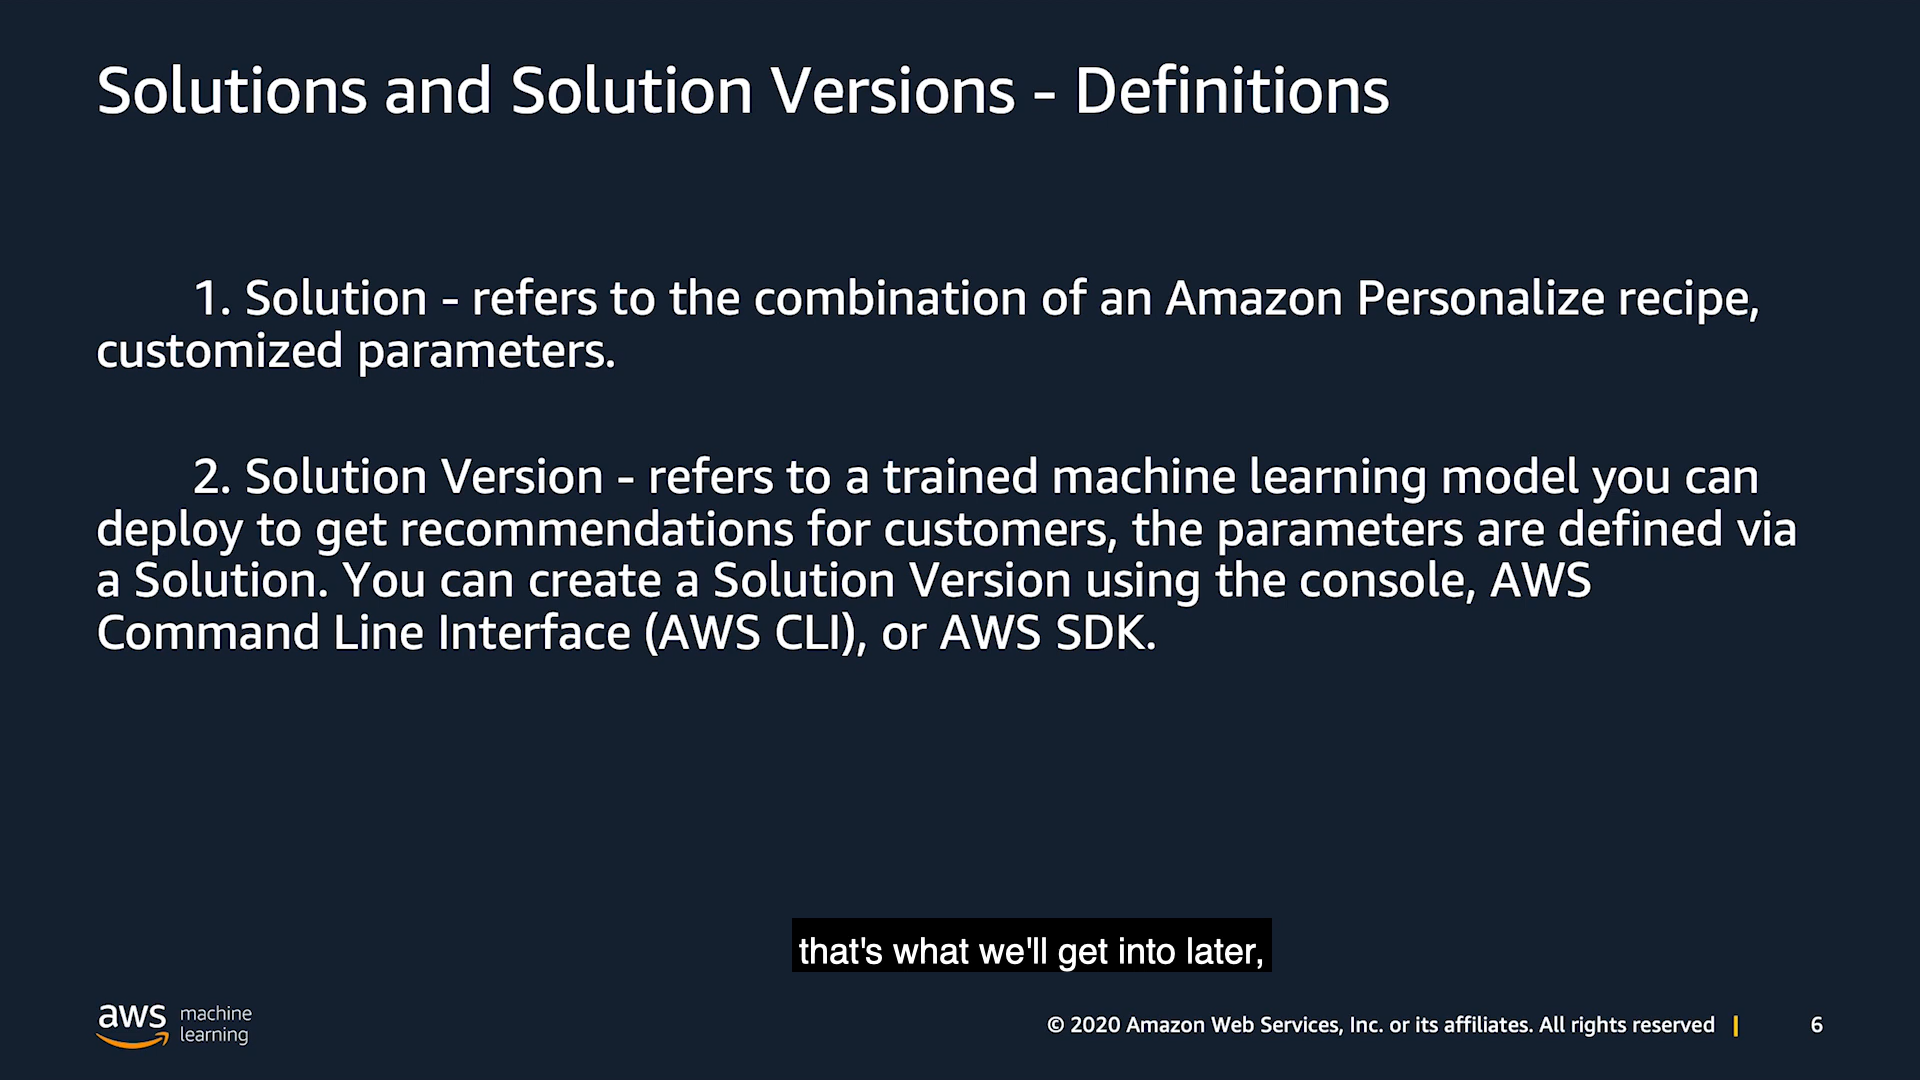 Solutions and Solution Versions - Definitions
1. Solution - refers to the combination of an Amazon Personalize recipe,
customized parameters.
2. Solution Version - refers to a trained machine learning model you can
deploy to get recommendations for customers, the parameters are defined via
a Solution. You can create a Solution Version using the console, AWS
Command Line Interface (AWS CLI), or AWS SDK.
that's what we'll get into later,
aws machine
learning
© 2020 Amazon Web Services, Inc. or its affiliates. All rights reserved | 6